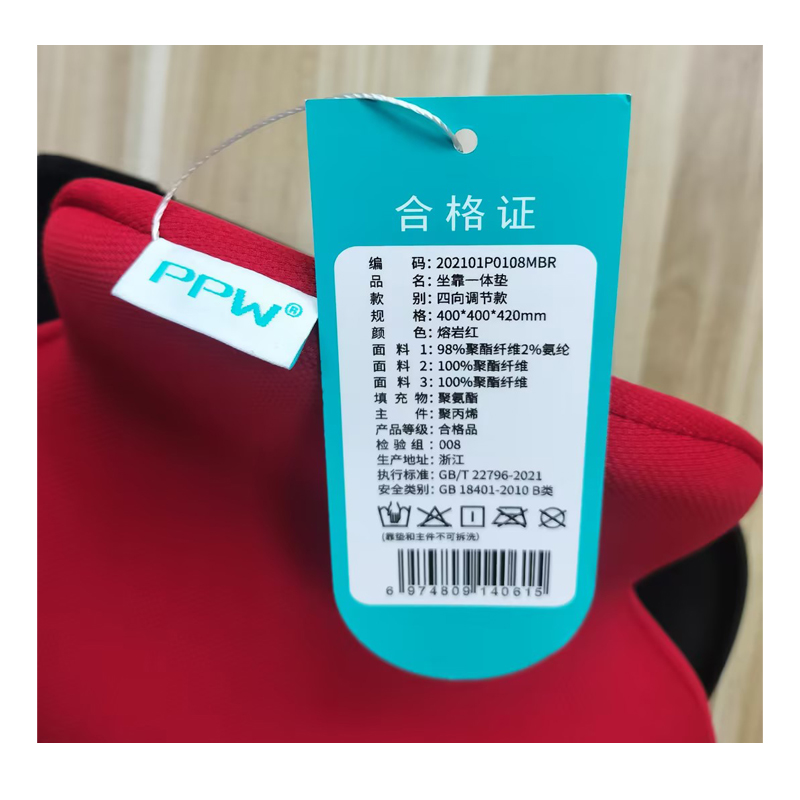 合格证
PPW®
编 码：202101P0108MBR
品 名：坐靠一体垫
款 别：四向调节款
规 格：400*400*420mm
颜 色：熔岩红
面 料 1：98%聚酯纤维2%氨纶
面 料 2：100%聚酯纤维
面 料 3：100%聚酯纤维
填 充 物：聚氨酯
主 件：聚丙烯
产品等级：合格品
检 验 组：008
生产地址：浙江
执行标准：GB/T 22796-2021
安全类别：GB 18401-2010 B类
(靠垫和主件不可拆洗)
6 974809 140615